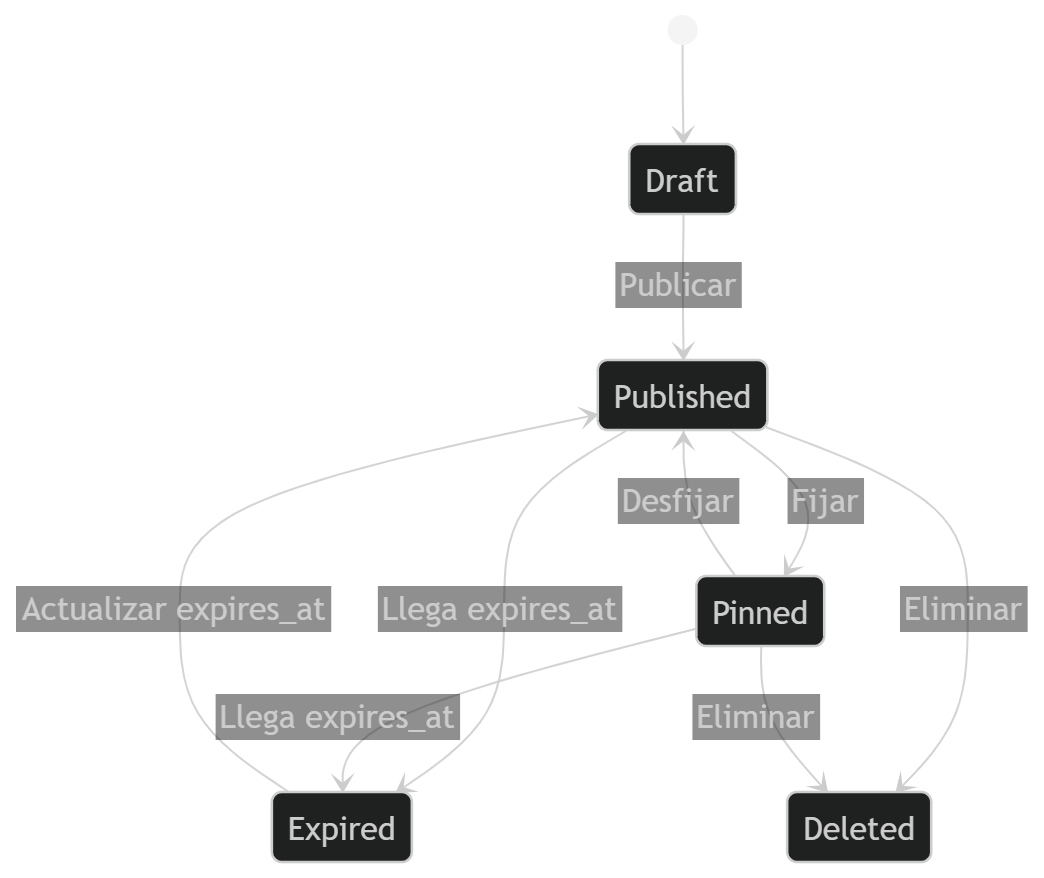 Draft
Publicar
Published
Desfijar
Fijar
Actualizar expires_at
Llega expires_at
Pinned
Eliminar
Llega expires_at
Eliminar
Expired
Deleted